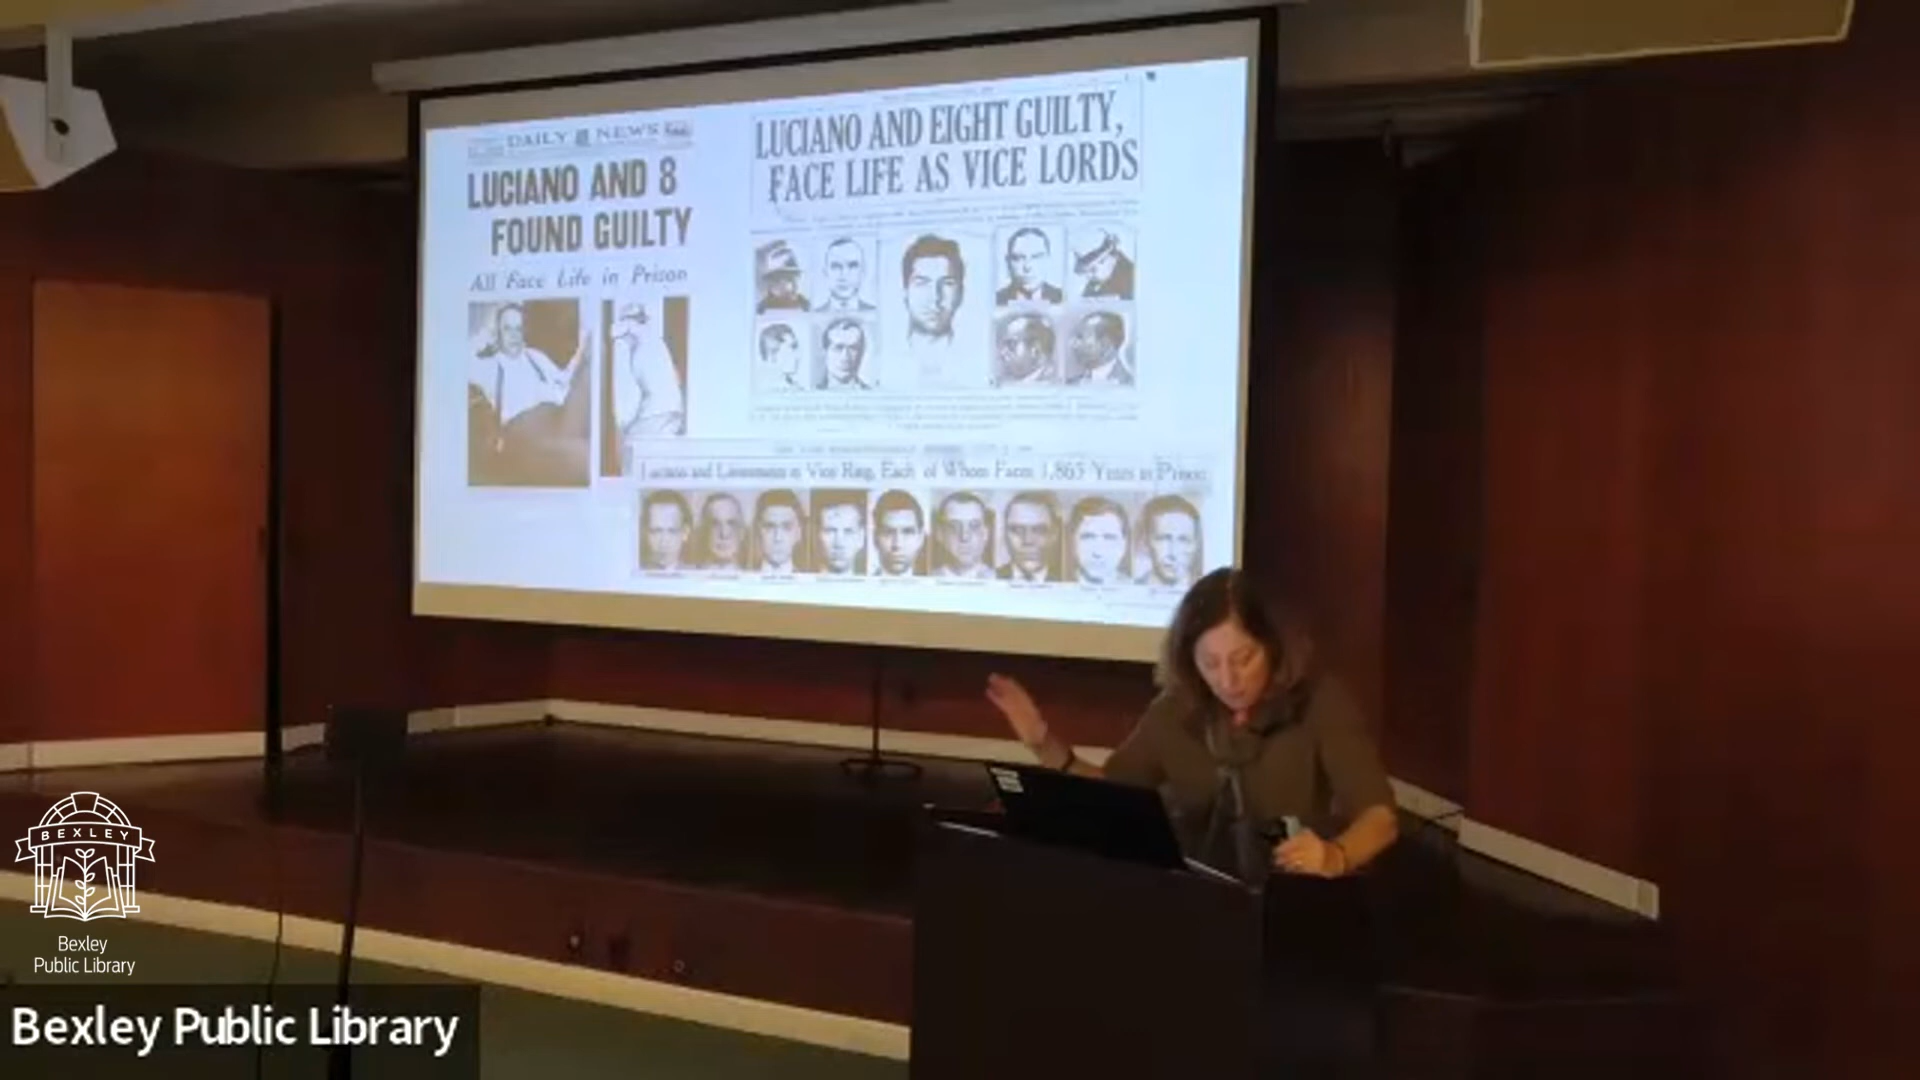 DAILY NEWS
LUCIANO AND 8
FOUND GUILTY
All Face Life in Prison
LUCIANO AND EIGHT GUILTY,
FACE LIFE AS VICE LORDS
Luciano and Lieutenants in Vice Ring, Each of Whom Faces 1,865 Years in Prison
BEXLEY
Bexley
Public Library
Bexley Public Library